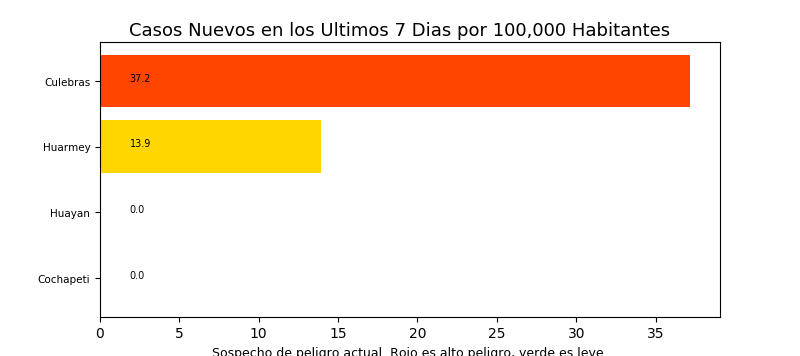 Casos Nuevos en los Ultimos 7 Dias por 100,000 Habitantes
Culebras
37.2
Huarmey
13.9
Huayan
0.0
Cochapeti
0.0
0 5 10 15 20 25 30 35
Sospecho de peligro actual. Rojo es alto peligro, verde es leve